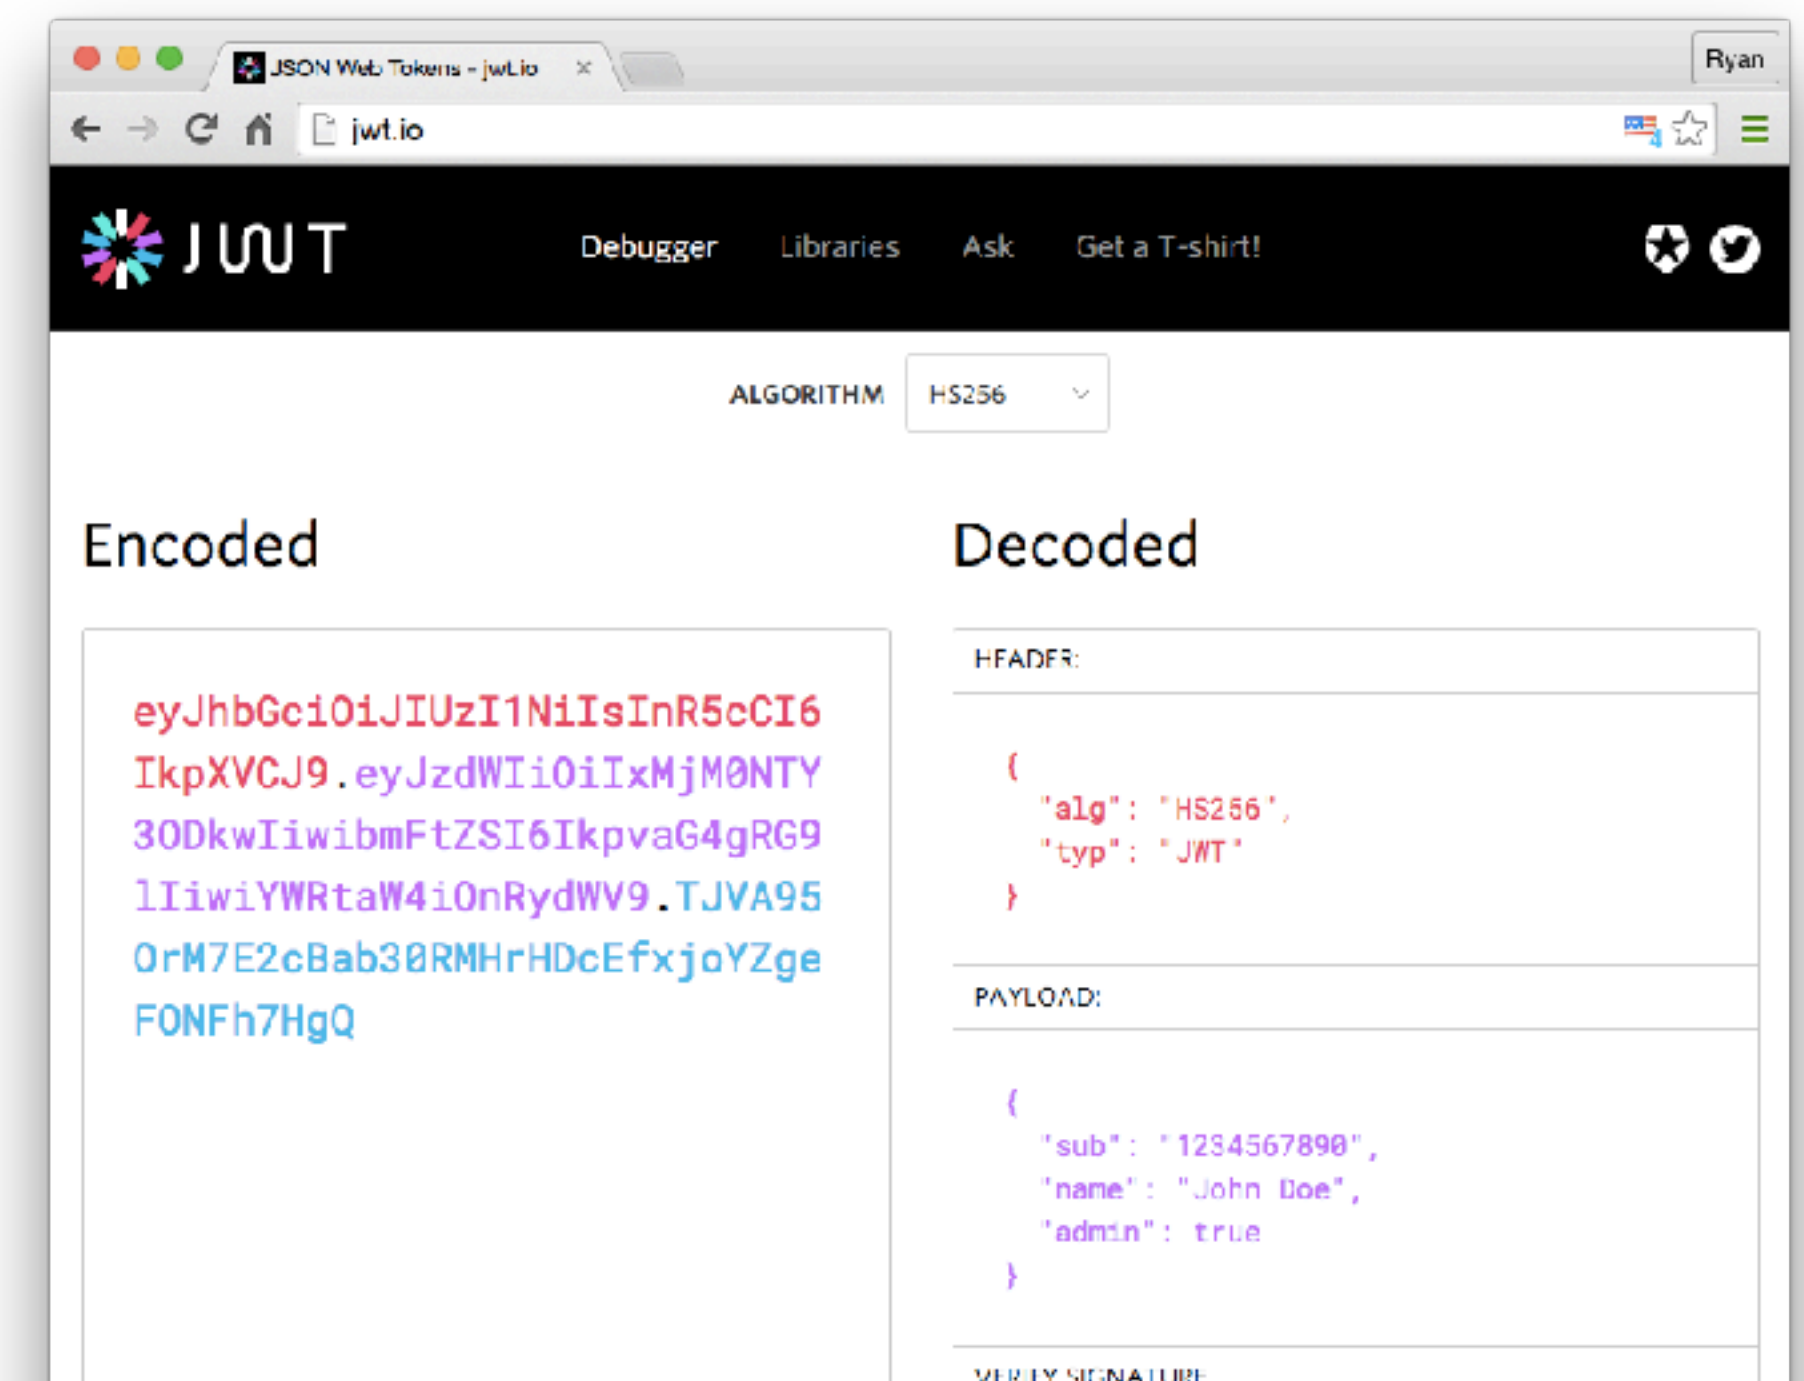 JSON Web Tokens - jwt.io
Ryan
jwt.io
JWT
Debugger
Libraries
Ask
Get a T-shirt!
ALGORITHM
HS256
Encoded
eyJhbGciOiJIUzI1NiIsInR5cCI6
IkpXVCJ9.eyJzdWIiOiIxMjM0NTY
3ODkwIiwibmFtZSI6IkpvaG4gRG9
lIiwiYWRtaW4iOnRydWV9.TJVA95
OrM7E2cBab30RMHrHDcEfxjoYZge
FONFh7HgQ
Decoded
HEADER:
{
"alg": "HS256",
"typ": "JWT"
}
PAYLOAD:
{
"sub": "1234567890",
"name": "John Doe",
"admin": true
}
VERIFY SIGNATURE